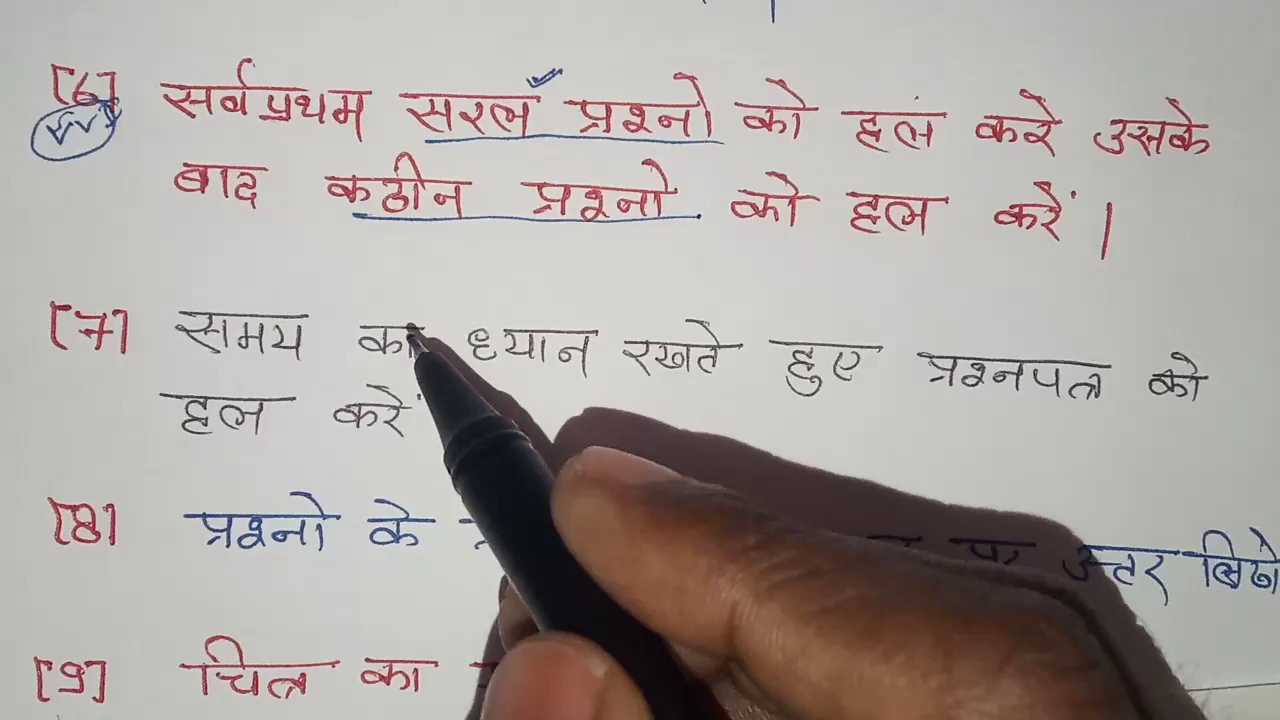 [6] सर्वप्रथम सरल प्रश्नो को हल करे उसके
VVI
बाद कठीन प्रश्नो को हल करें ।
[7] समय का ध्यान रखते हुए प्रश्नपत्र को
हल करें
[8] प्रश्नो के पर उत्तर लिखे
[9] चित्र का